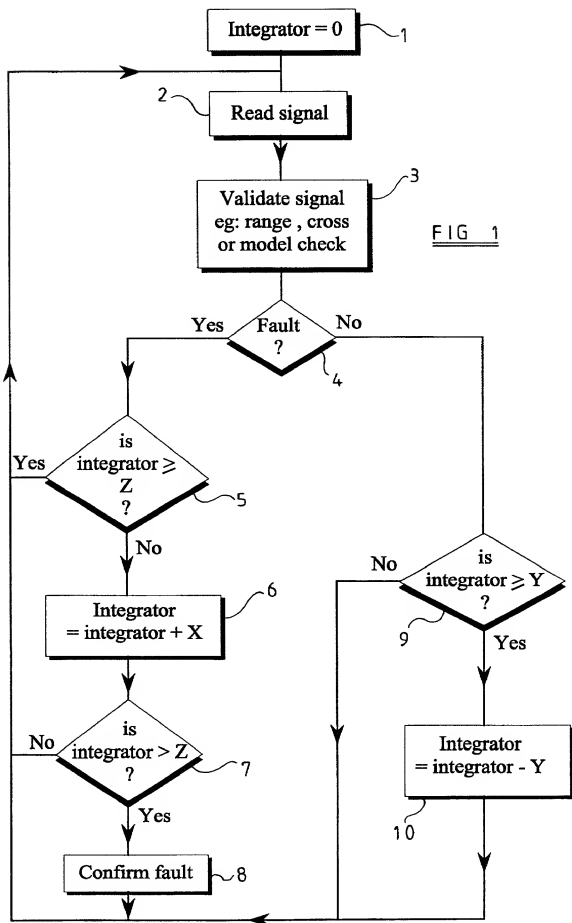 Integrator = 0
1
2
Read signal
3
Validate signal
eg: range , cross
or model check
FIG 1
Yes
Fault
?
No
4
Yes
is
integrator ≥
Z
?
5
No
6
Integrator
= integrator + X
No
is
integrator > Z
?
7
Yes
Confirm fault
8
No
is
integrator ≥ Y
?
9
Yes
Integrator
= integrator - Y
10